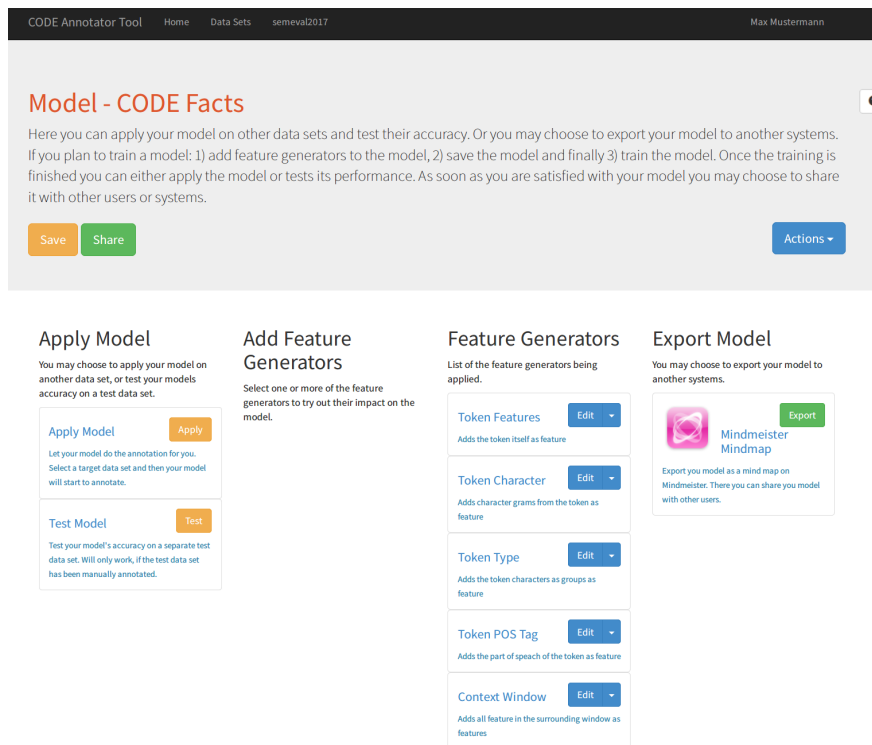 CODE Annotator Tool Home Data Sets semeval2017 Max Mustermann
Model - CODE Facts
Here you can apply your model on other data sets and test their accuracy. Or you may choose to export your model to another systems.
If you plan to train a model: 1) add feature generators to the model, 2) save the model and finally 3) train the model. Once the training is
finished you can either apply the model or tests its performance. As soon as you are satisfied with your model you may choose to share
it with other users or systems.
Save Share Actions
Apply Model
You may choose to apply your model on
another data set, or test your models
accuracy on a test data set.
Apply Model Apply
Let your model do the annotation for you.
Select a target data set and then your model
will start to annotate.
Test Model Test
Test your model's accuracy on a separate test
data set. Will only work, if the test data set
has been manually annotated.
Add Feature
Generators
Select one or more of the feature
generators to try out their impact on the
model.
Feature Generators
List of the feature generators being
applied.
Token Features Edit
Adds the token itself as feature
Token Character Edit
Adds character grams from the token as
feature
Token Type Edit
Adds the token characters as groups as
feature
Token POS Tag Edit
Adds the part of speach of the token as feature
Context Window Edit
Adds all feature in the surrounding window as
features
Export Model
You may choose to export your model to
another systems.
Export
Mindmeister
Mindmap
Export you model as a mind map on
Mindmeister. There you can share you model
with other users.